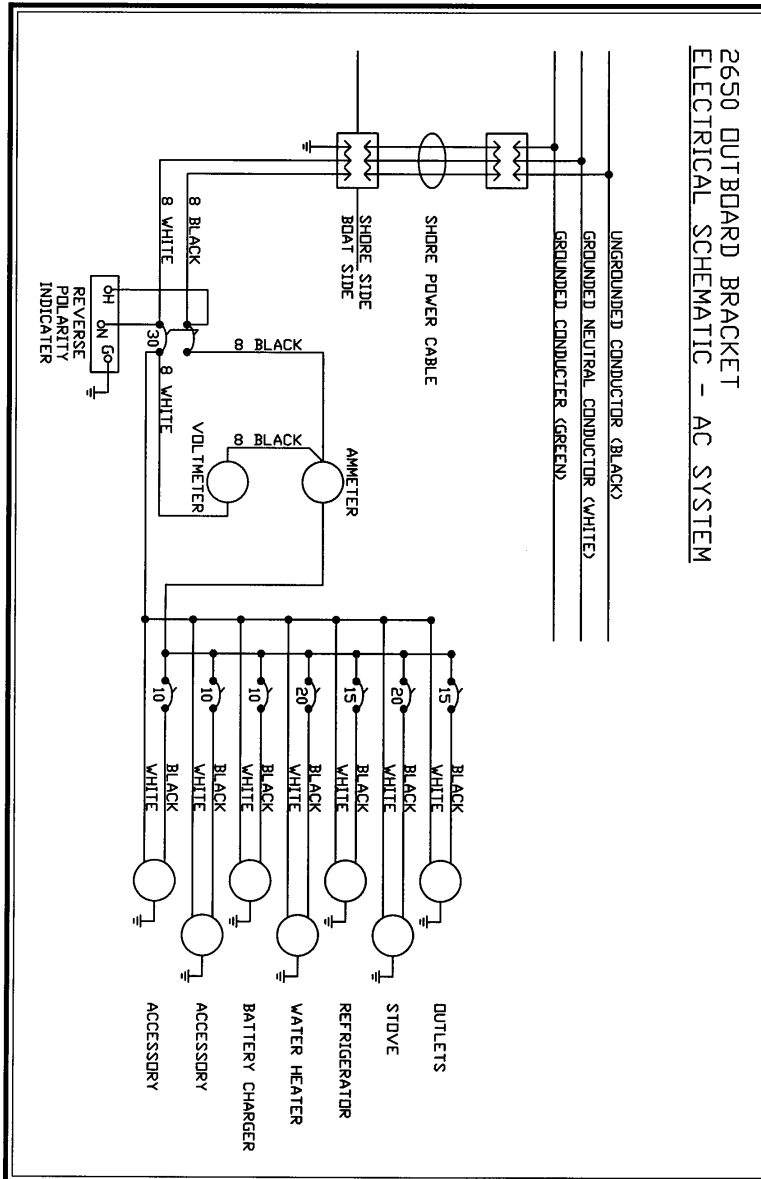 2650 OUTBOARD BRACKET
ELECTRICAL SCHEMATIC - AC SYSTEM
UNGROUNDED CONDUCTOR (BLACK)
GROUNDED NEUTRAL CONDUCTOR (WHITE)
GROUNDED CONDUCTER (GREEN)
SHORE POWER CABLE
SHORE SIDE
BOAT SIDE
8 BLACK
8 WHITE
H
N
G
REVERSE
POLARITY
INDICATER
30
8 BLACK
8 WHITE
8 BLACK
AMMETER
VOLTMETER
15
BLACK
WHITE
OUTLETS
20
BLACK
WHITE
STOVE
15
BLACK
WHITE
REFRIGERATOR
20
BLACK
WHITE
WATER HEATER
10
BLACK
WHITE
BATTERY CHARGER
10
BLACK
WHITE
ACCESSORY
10
BLACK
WHITE
ACCESSORY